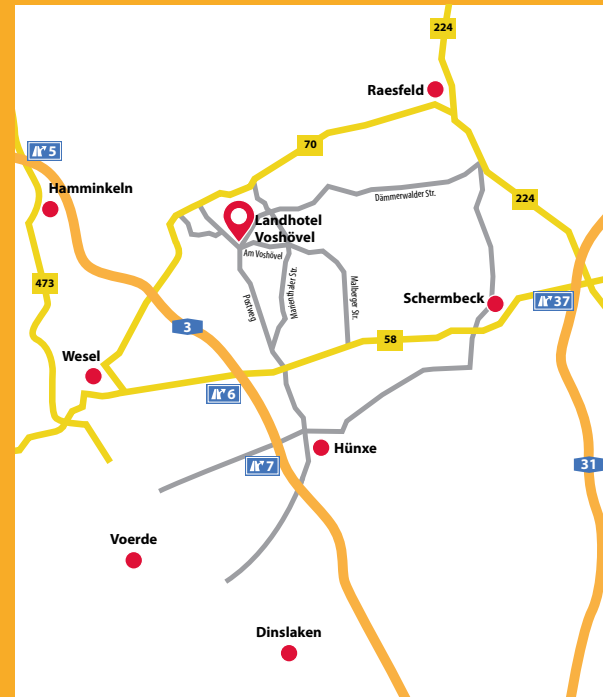 224
Raesfeld
70
5
Hamminkeln
Dämmerwalder Str.
224
Landhotel
Voshövel
Am Voshövel
473
Postweg
Marienthaler Str.
Malberger Str.
Schermbeck
37
3
58
Wesel
6
Hünxe
7
31
Voerde
Dinslaken